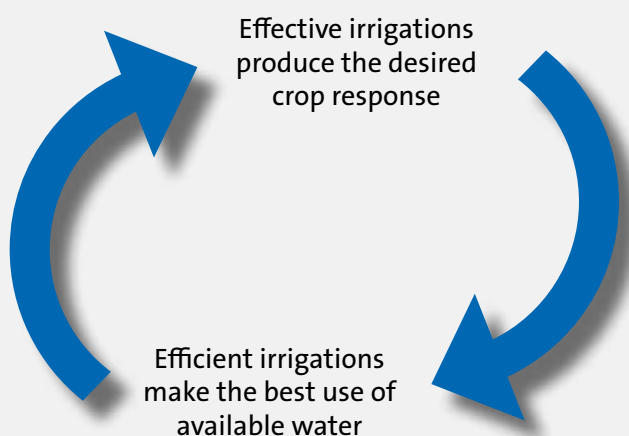 Effective irrigations
produce the desired
crop response
Efficient irrigations
make the best use of
available water